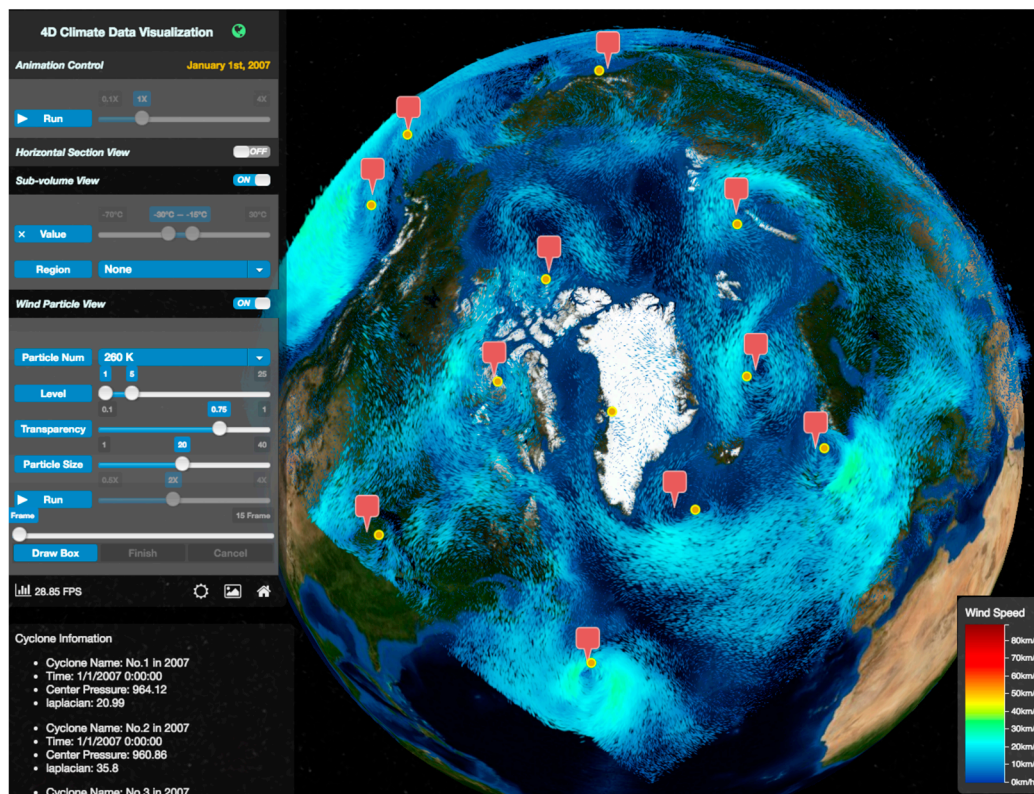 4D Climate Data Visualization
Animation Control January 1st, 2007
0.1X 1X 4X
Run
Horizontal Section View OFF
Sub-volume View ON
-70°C -30°C — -15°C 50°C
× Value
Region None
Wind Particle View ON
Particle Num 260 K
1 5 25
Level
0.1 0.75 1
Transparency
1 20 40
Particle Size
0.5X 2X 4X
Run
Frame 15 Frame
Draw Box Finish Cancel
28.85 FPS
Cyclone Infomation
• Cyclone Name: No.1 in 2007
• Time: 1/1/2007 0:00:00
• Center Pressure: 964.12
• laplacian: 20.99
• Cyclone Name: No.2 in 2007
• Time: 1/1/2007 0:00:00
• Center Pressure: 960.86
• laplacian: 35.8
• Cyclone Name: No.3 in 2007
Wind Speed
80km/
70km/
60km/
50km/
40km/
30km/
20km/
10km/
0km/h